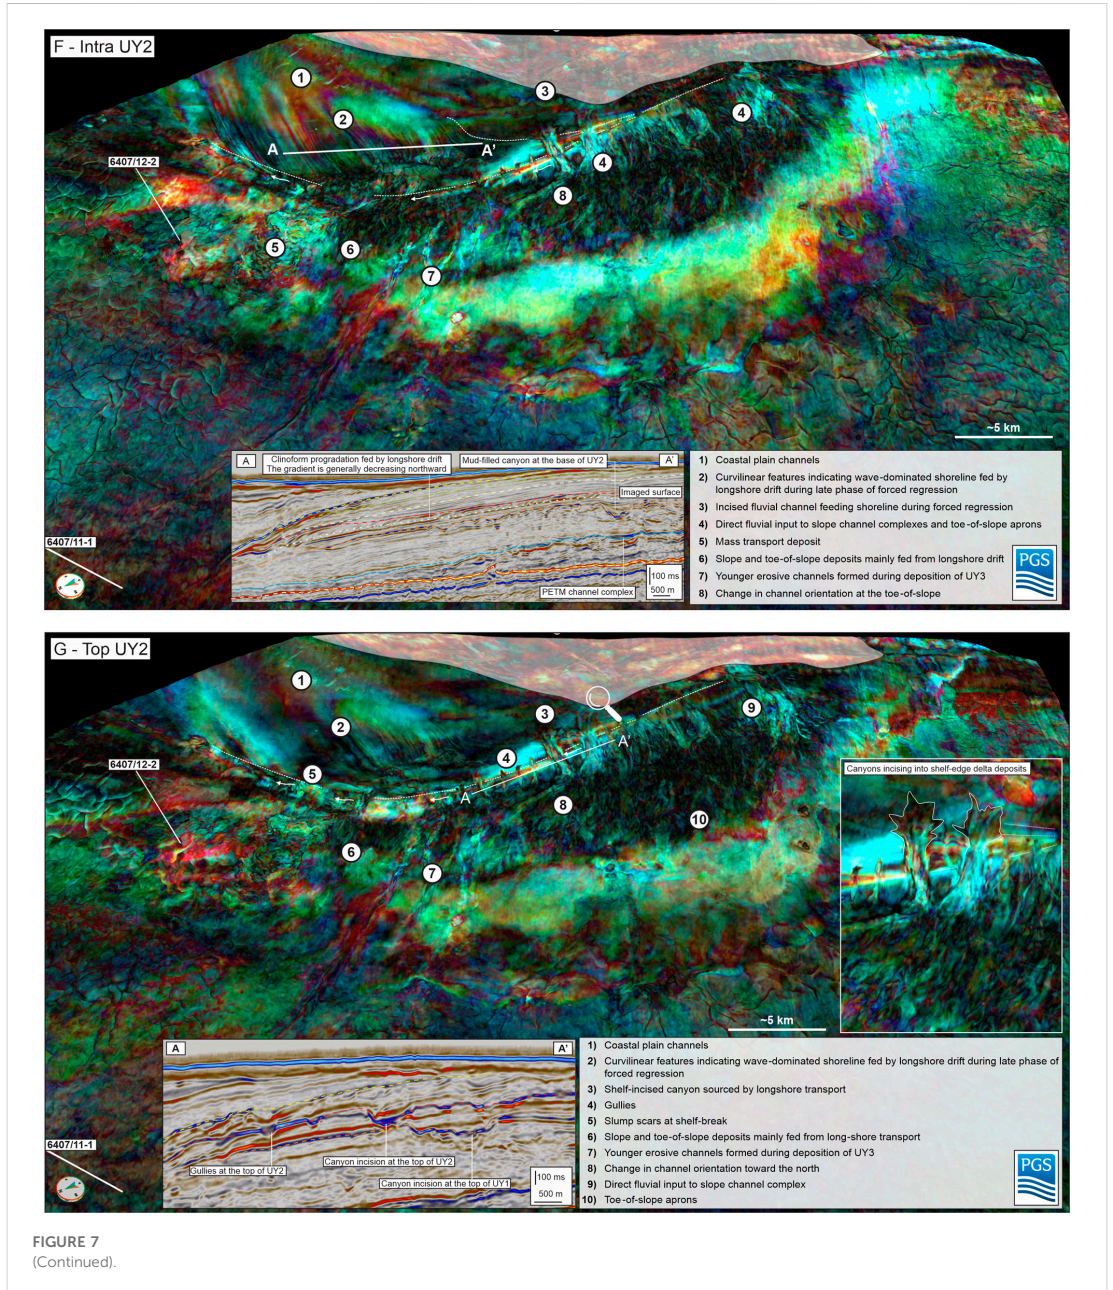 F - Intra UY2
1
2
3
4
A
A'
4
6407/12-2
8
5
6
7
~5 km
A
Clinoform progradation fed by longshore drift
The gradient is generally decreasing northward
Mud-filled canyon at the base of UY2
A'
Imaged surface
PETM channel complex
100 ms
500 m
6407/11-1
1) Coastal plain channels
2) Curvilinear features indicating wave-dominated shoreline fed by
longshore drift during late phase of forced regression
3) Incised fluvial channel feeding shoreline during forced regression
4) Direct fluvial input to slope channel complexes and toe-of-slope aprons
5) Mass transport deposit
6) Slope and toe-of-slope deposits mainly fed from longshore drift
7) Younger erosive channels formed during deposition of UY3
8) Change in channel orientation at the toe-of-slope
PGS
G - Top UY2
1
2
3
9
A'
4
5
A
6407/12-2
8
10
6
7
Canyons incising into shelf-edge delta deposits
~5 km
A
A'
Gullies at the top of UY2
Canyon incision at the top of UY2
Canyon incision at the top of UY1
100 ms
500 m
6407/11-1
1) Coastal plain channels
2) Curvilinear features indicating wave-dominated shoreline fed by longshore drift during late phase of
forced regression
3) Shelf-incised canyon sourced by longshore transport
4) Gullies
5) Slump scars at shelf-break
6) Slope and toe-of-slope deposits mainly fed from long-shore transport
7) Younger erosive channels formed during deposition of UY3
8) Change in channel orientation toward the north
9) Direct fluvial input to slope channel complex
10) Toe-of-slope aprons
PGS
FIGURE 7
(Continued).